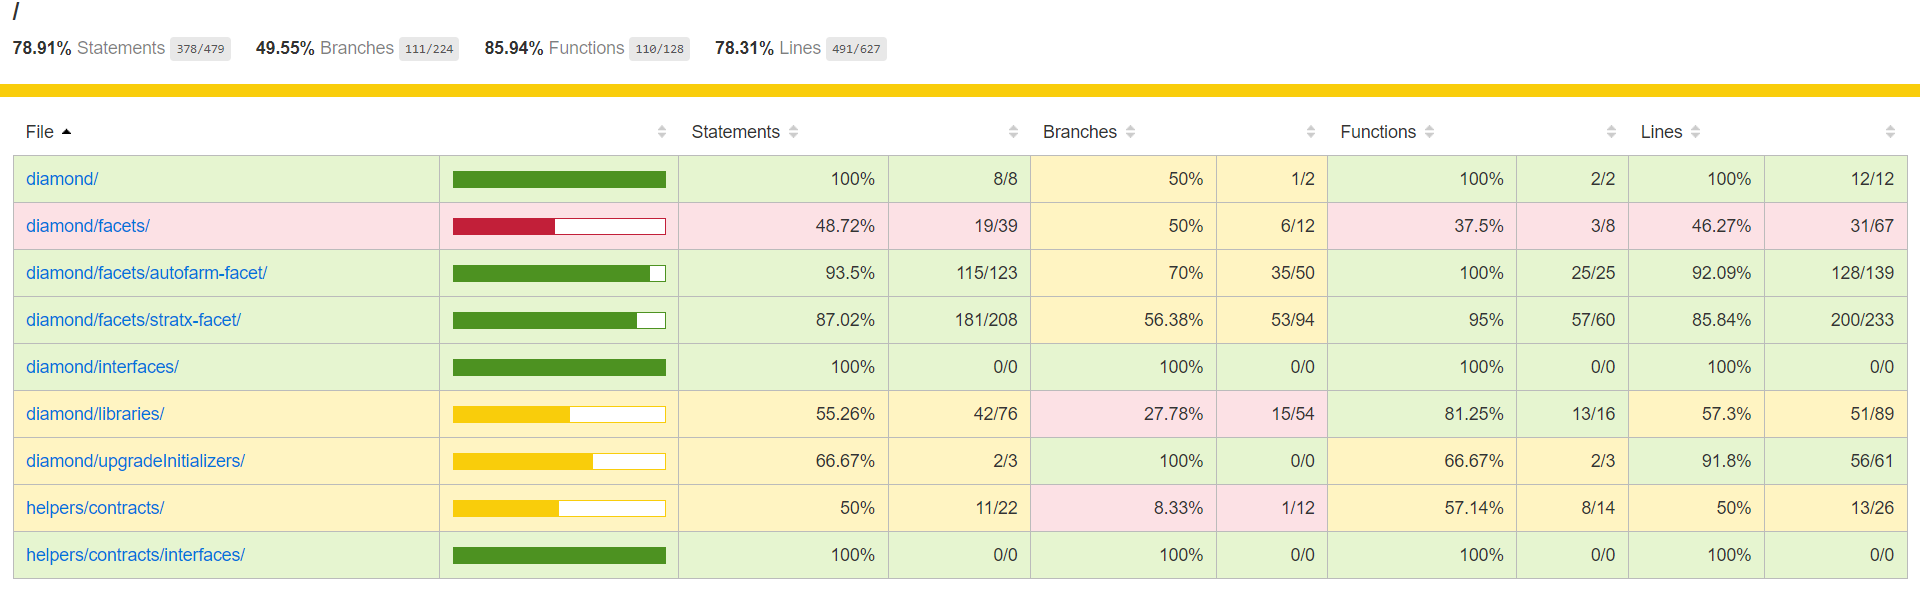 /
78.91% Statements 378/479 49.55% Branches 111/224 85.94% Functions 110/128 78.31% Lines 491/627
File Statements Branches Functions Lines
diamond/ 100% 8/8 50% 1/2 100% 2/2 100% 12/12
diamond/facets/ 48.72% 19/39 50% 6/12 37.5% 3/8 46.27% 31/67
diamond/facets/autofarm-facet/ 93.5% 115/123 70% 35/50 100% 25/25 92.09% 128/139
diamond/facets/stratx-facet/ 87.02% 181/208 56.38% 53/94 95% 57/60 85.84% 200/233
diamond/interfaces/ 100% 0/0 100% 0/0 100% 0/0 100% 0/0
diamond/libraries/ 55.26% 42/76 27.78% 15/54 81.25% 13/16 57.3% 51/89
diamond/upgradeInitializers/ 66.67% 2/3 100% 0/0 66.67% 2/3 91.8% 56/61
helpers/contracts/ 50% 11/22 8.33% 1/12 57.14% 8/14 50% 13/26
helpers/contracts/interfaces/ 100% 0/0 100% 0/0 100% 0/0 100% 0/0